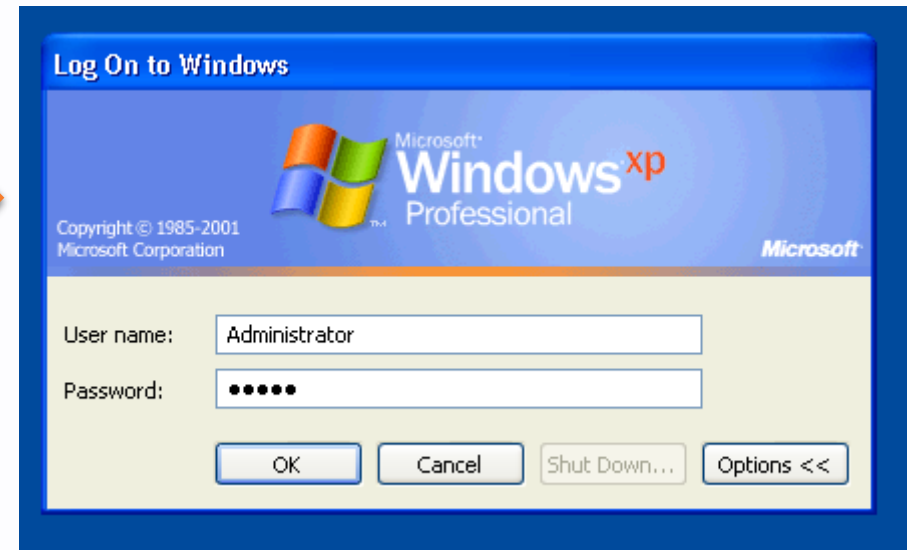 Log On to Windows
Microsoft®
Windows xp
Professional
Copyright © 1985-2001
Microsoft Corporation
Microsoft®
User name: Administrator
Password: •••••
OK Cancel Shut Down... Options <<